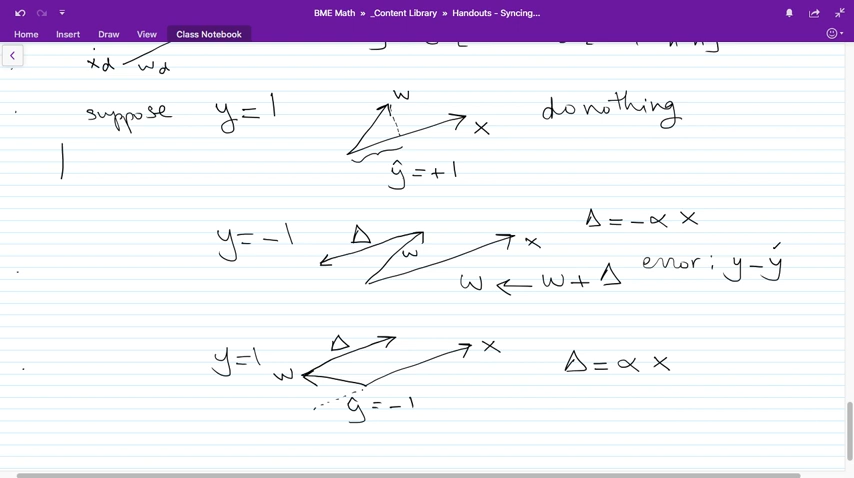 BME Math » _Content Library » Handouts - Syncing...
Home Insert Draw View Class Notebook
xd wd
suppose y = 1 w x do nothing
ŷ = +1
y = -1 Δ w x Δ = -α x
w ← w + Δ error: y - ŷ
y = 1 w Δ x Δ = α x
ŷ = -1